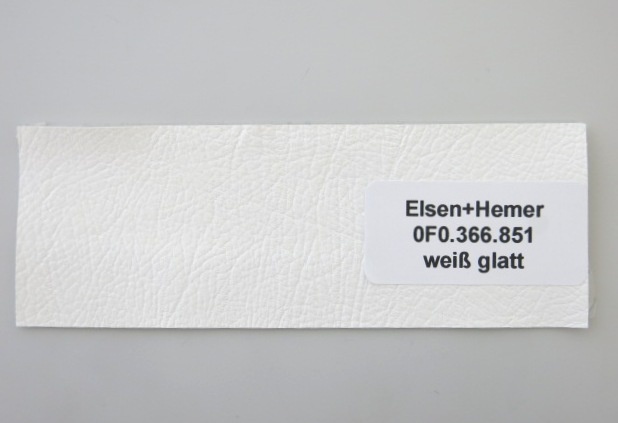 Elsen+Hemer
0F0.366.851
weiß glatt